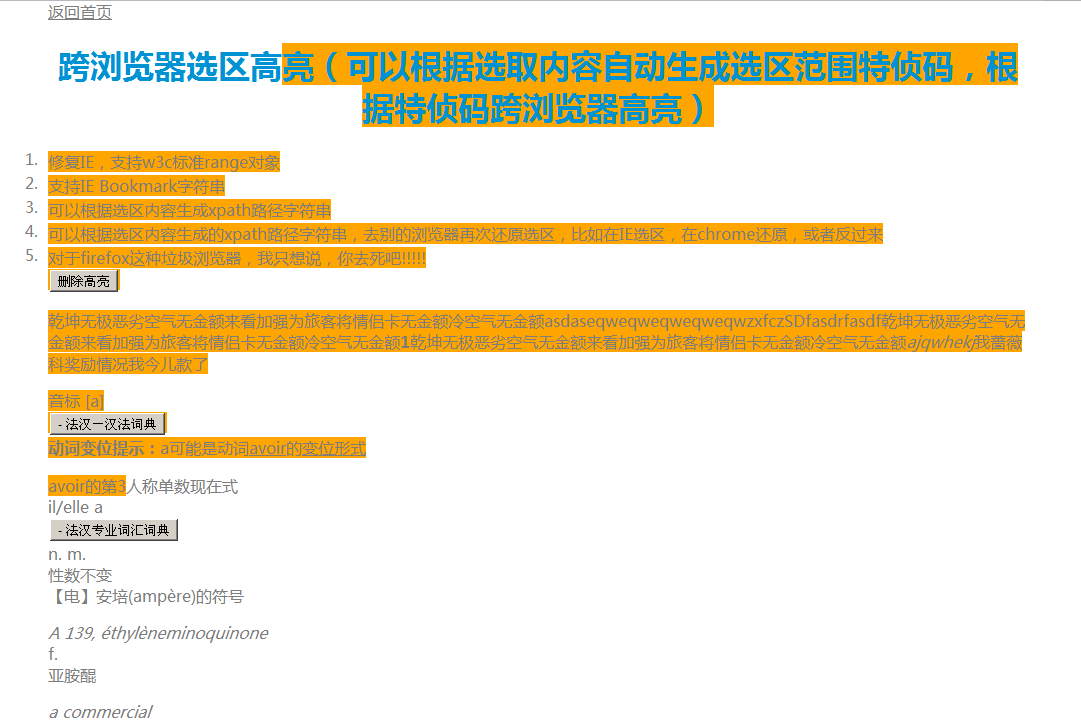 返回首页
跨浏览器选区高亮（可以根据选取内容自动生成选区范围特侦码，根
据特侦码跨浏览器高亮）
1. 修复IE，支持w3c标准range对象
2. 支持IE Bookmark字符串
3. 可以根据选区内容生成xpath路径字符串
4. 可以根据选区内容生成的xpath路径字符串，去别的浏览器再次还原选区，比如在IE选区，在chrome还原，或者反过来
5. 对于firefox这种垃圾浏览器，我只想说，你去死吧!!!!!
删除高亮
乾坤无极恶劣空气无金额来看加强为旅客将情侣卡无金额冷空气无金额asdaseqweqweqweqweqwzxfczSDfasdrfasdf乾坤无极恶劣空气无
金额来看加强为旅客将情侣卡无金额冷空气无金额1乾坤无极恶劣空气无金额来看加强为旅客将情侣卡无金额冷空气无金额ajqwhekj我蔷薇
科奖励情况我今儿款了
音标 [a]
- 法汉－汉法词典
动词变位提示：a可能是动词avoir的变位形式
avoir的第3人称单数现在式
il/elle a
- 法汉专业词汇词典
n. m.
性数不变
【电】安培(ampère)的符号
A 139, éthylèneminoquinone
f.
亚胺醌
a commercial